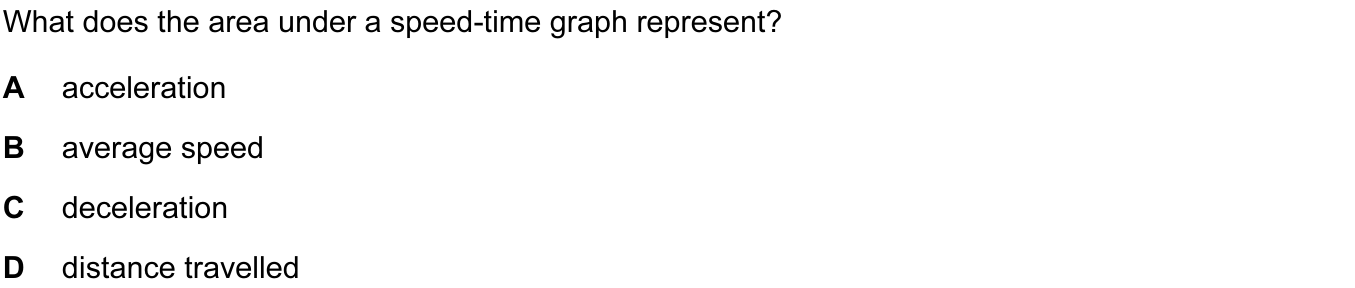 What does the area under a speed-time graph represent?
A acceleration
B average speed
C deceleration
D distance travelled